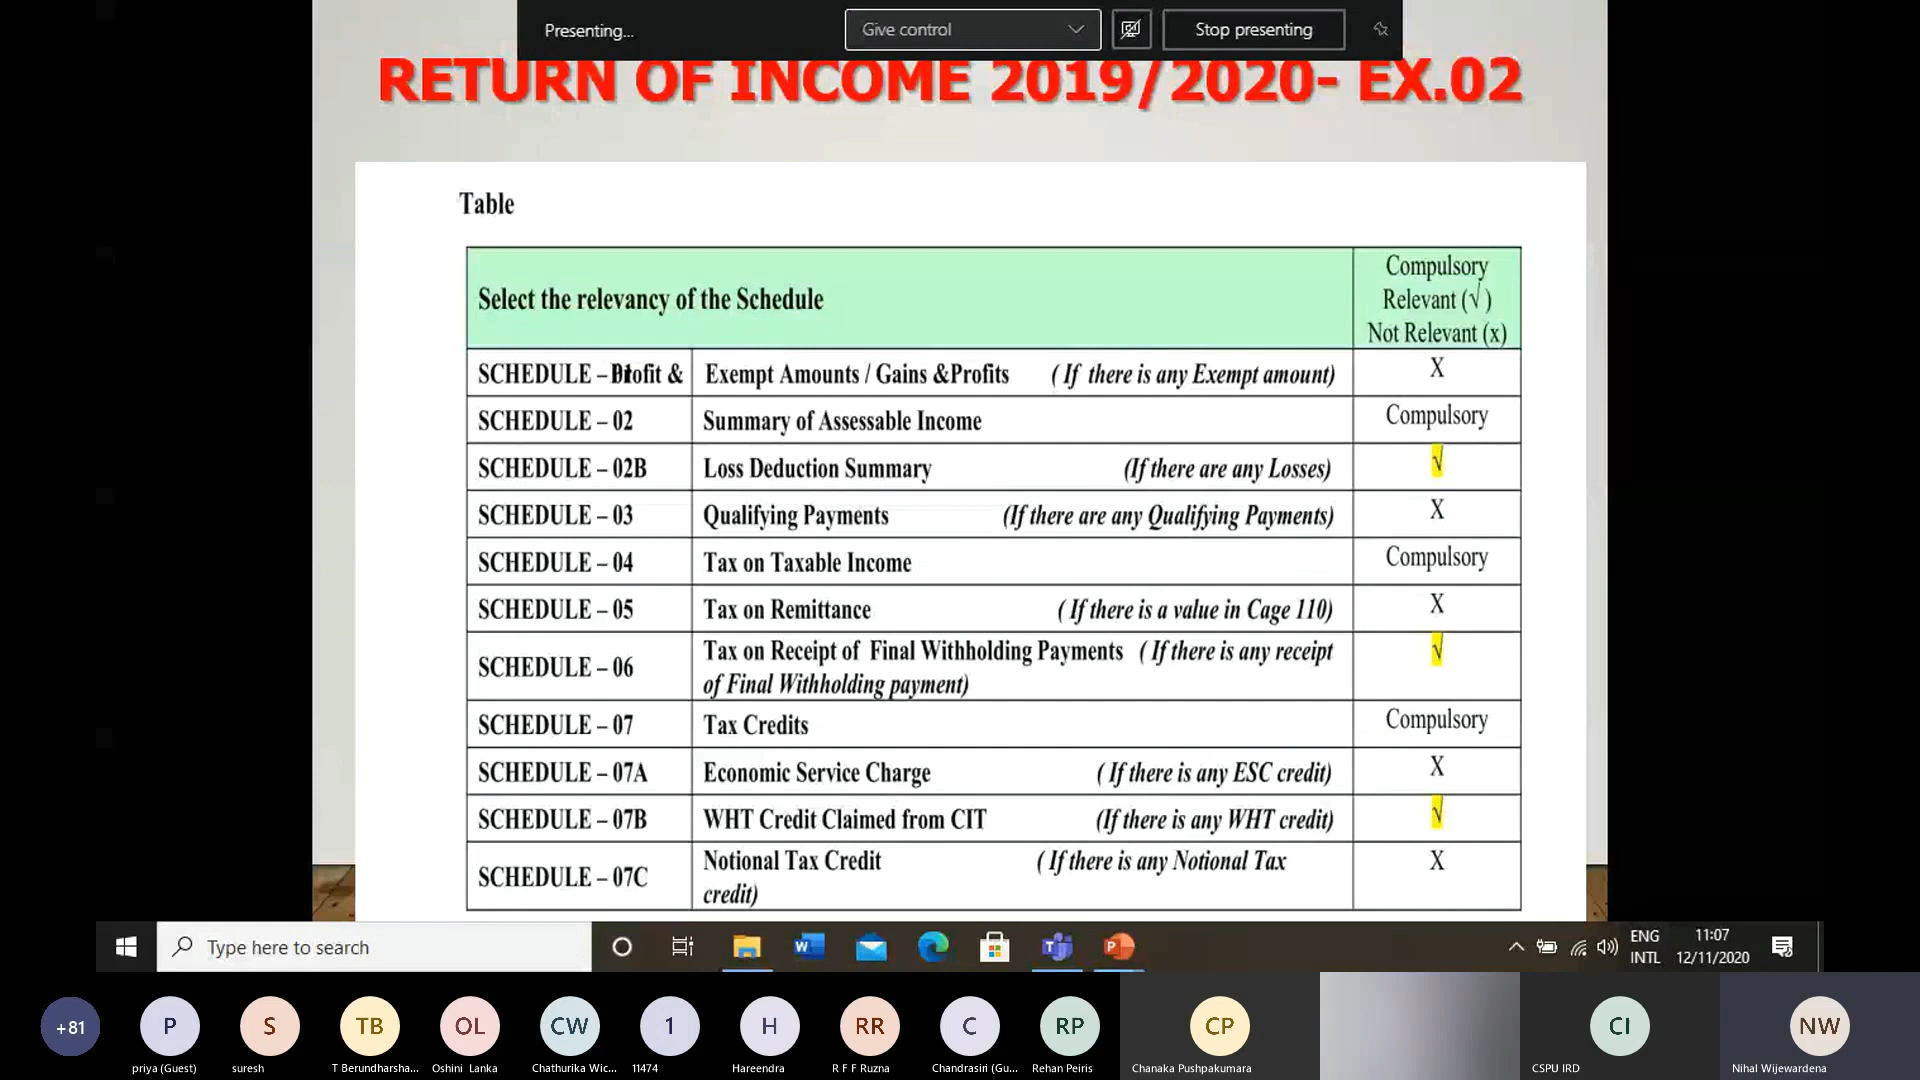 Presenting...
Give control
Stop presenting
RETURN OF INCOME 2019/2020- EX.02
Table
Select the relevancy of the Schedule
Compulsory
Relevant (√ )
Not Relevant (x)
SCHEDULE – Profit & Exempt Amounts / Gains &Profits ( If there is any Exempt amount) X
SCHEDULE – 02 Summary of Assessable Income Compulsory
SCHEDULE – 02B Loss Deduction Summary (If there are any Losses) √
SCHEDULE – 03 Qualifying Payments (If there are any Qualifying Payments) X
SCHEDULE – 04 Tax on Taxable Income Compulsory
SCHEDULE – 05 Tax on Remittance ( If there is a value in Cage 110) X
SCHEDULE – 06 Tax on Receipt of Final Withholding Payments ( If there is any receipt √
of Final Withholding payment)
SCHEDULE – 07 Tax Credits Compulsory
SCHEDULE – 07A Economic Service Charge ( If there is any ESC credit) X
SCHEDULE – 07B WHT Credit Claimed from CIT (If there is any WHT credit) √
SCHEDULE – 07C Notional Tax Credit ( If there is any Notional Tax X
credit)
Type here to search
ENG
INTL
11:07
12/11/2020
+81
P
S
TB
OL
CW
1
H
RR
C
RP
CP
CI
NW
priya (Guest)
suresh
T Berundharsha...
Oshini Lanka
Chathurika Wic...
11474
Hareendra
R F F Ruzna
Chandrasiri (Gu...
Rehan Peiris
Chanaka Pushpakumara
CSPU IRD
Nihal Wijewardena